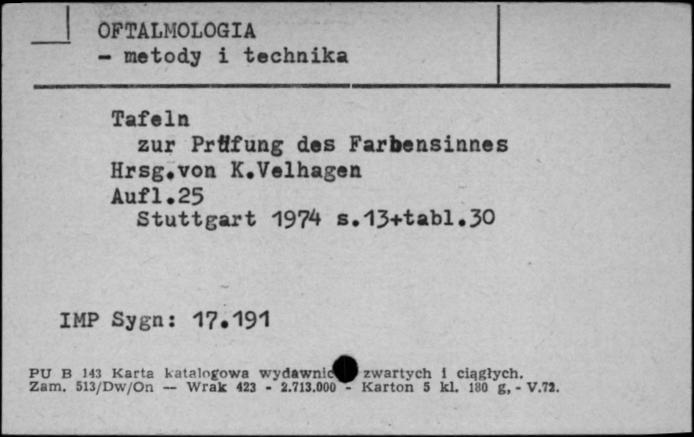 OFTALMOLOGIA
- metody i technika
Tafeln
zur Prüfung des Farbensinnes
Hrsg.von K.Velhagen
Aufl.25
Stuttgart 1974 s.13+tabl.30
IMP Sygn: 17.191
PU B 143 Karta katalogowa wydawnic zwartych i ciągłych.
Zam. 513/Dw/On — Wrak 423 - 2.713.000 - Karton 5 kl. 180 g, - V.72.